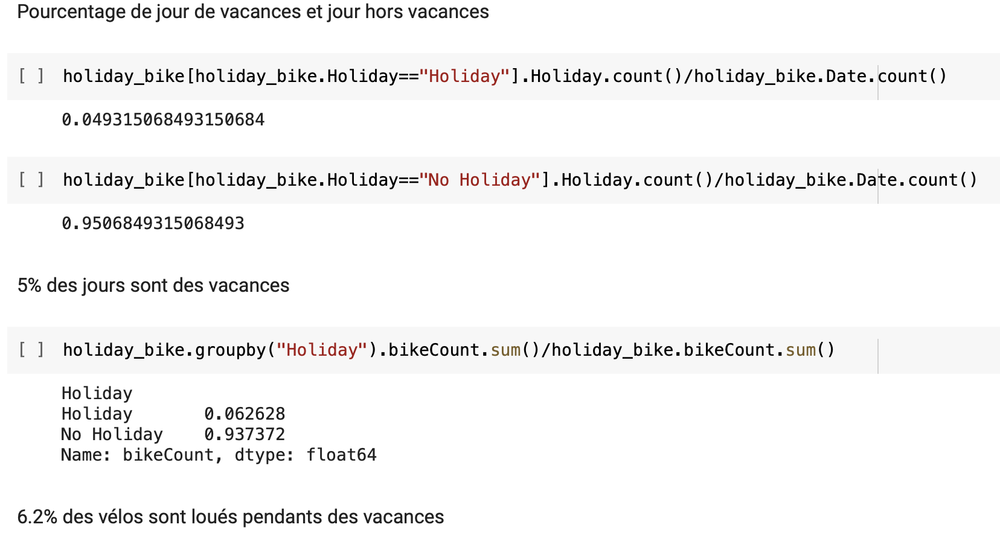 Pourcentage de jour de vacances et jour hors vacances
[ ] holiday_bike[holiday_bike.Holiday=="Holiday"].Holiday.count()/holiday_bike.Date.count()
0.049315068493150684
[ ] holiday_bike[holiday_bike.Holiday=="No Holiday"].Holiday.count()/holiday_bike.Date.count()
0.9506849315068493
5% des jours sont des vacances
[ ] holiday_bike.groupby("Holiday").bikeCount.sum()/holiday_bike.bikeCount.sum()
Holiday
Holiday       0.062628
No Holiday    0.937372
Name: bikeCount, dtype: float64
6.2% des vélos sont loués pendants des vacances